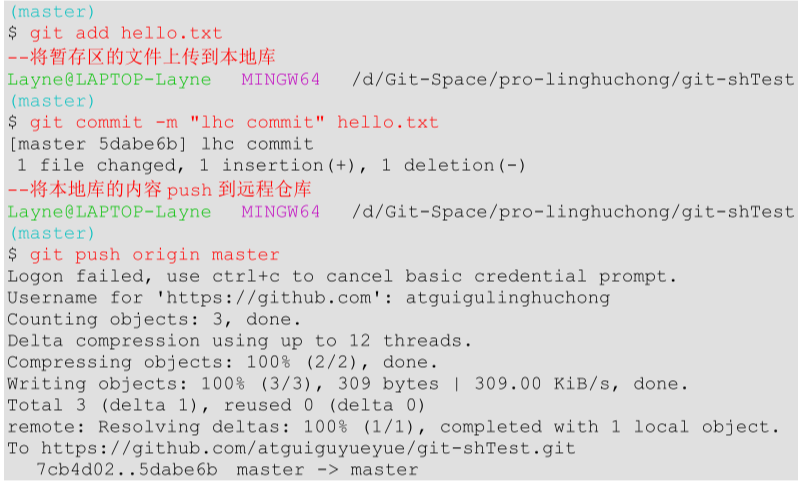 (master)
$ git add hello.txt
--将暂存区的文件上传到本地库
Layne@LAPTOP-Layne MINGW64 /d/Git-Space/pro-linghuchong/git-shTest
(master)
$ git commit -m "lhc commit" hello.txt
[master 5dabe6b] lhc commit
1 file changed, 1 insertion(+), 1 deletion(-)
--将本地库的内容 push 到远程仓库
Layne@LAPTOP-Layne MINGW64 /d/Git-Space/pro-linghuchong/git-shTest
(master)
$ git push origin master
Logon failed, use ctrl+c to cancel basic credential prompt.
Username for 'https://github.com': atguigulinghuchong
Counting objects: 3, done.
Delta compression using up to 12 threads.
Compressing objects: 100% (2/2), done.
Writing objects: 100% (3/3), 309 bytes | 309.00 KiB/s, done.
Total 3 (delta 1), reused 0 (delta 0)
remote: Resolving deltas: 100% (1/1), completed with 1 local object.
To https://github.com/atguiguyueyue/git-shTest.git
7cb4d02..5dabe6b master -> master